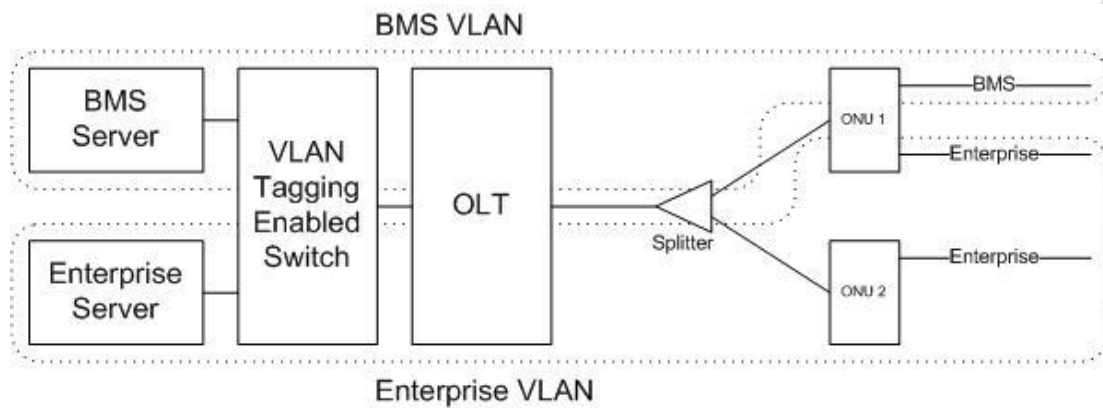 BMS VLAN
BMS
Server
VLAN
Tagging
Enabled
Switch
OLT
Splitter
ONU 1
BMS
Enterprise
Enterprise
Server
ONU 2
Enterprise
Enterprise VLAN